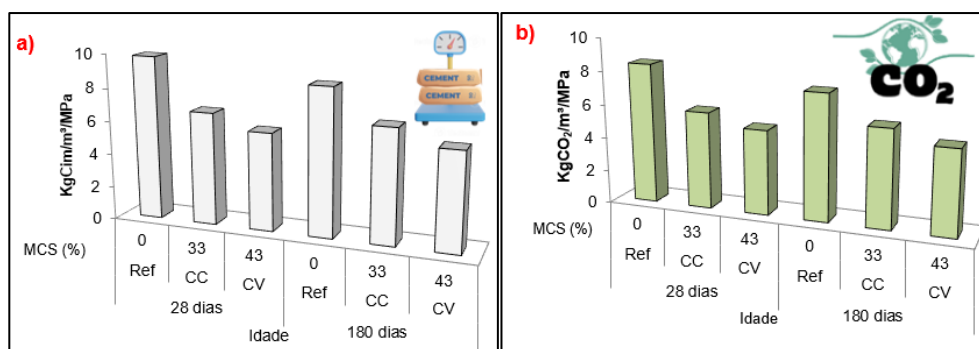 a)
KgCim/m³/MPa
10
8
6
4
2
0
CEMENT
CEMENT
MCS (%)
0 33 43 0 33 43
Ref CC CV Ref CC CV
28 dias 180 dias
Idade
b)
KgCO₂/m³/MPa
10
8
6
4
2
0
CO₂
MCS (%)
0 33 43 0 33 43
Ref CC CV Ref CC CV
28 dias 180 dias
Idade